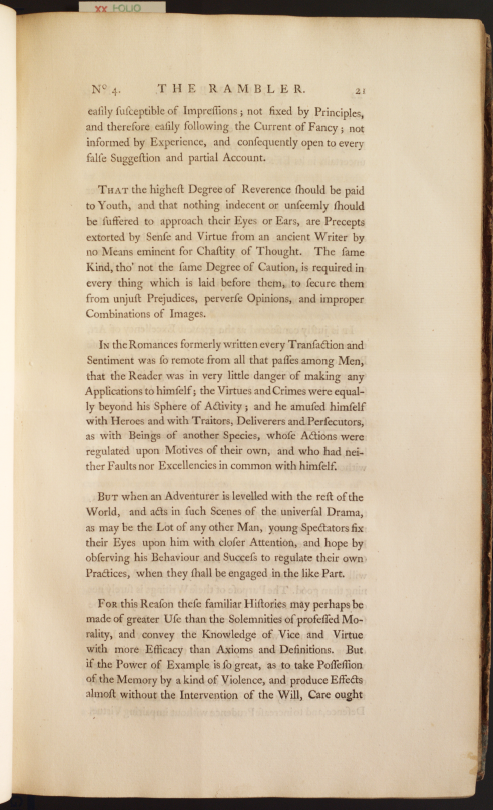 XX FOLIO
Nº 4. THE RAMBLER. 21
eaſily ſuſceptible of Impreſſions; not fixed by Principles,
and therefore eaſily following the Current of Fancy; not
informed by Experience, and conſequently open to every
falſe Suggeſtion and partial Account.
THAT the higheſt Degree of Reverence ſhould be paid
to Youth, and that nothing indecent or unſeemly ſhould
be ſuffered to approach their Eyes or Ears, are Precepts
extorted by Senſe and Virtue from an ancient Writer by
no Means eminent for Chaſtity of Thought. The ſame
Kind, tho' not the ſame Degree of Caution, is required in
every thing which is laid before them, to ſecure them
from unjuſt Prejudices, perverſe Opinions, and improper
Combinations of Images.
IN the Romances formerly written every Tranſaction and
Sentiment was ſo remote from all that paſſes among Men,
that the Reader was in very little danger of making any
Applications to himſelf; the Virtues and Crimes were equal-
ly beyond his Sphere of Activity; and he amuſed himſelf
with Heroes and with Traitors, Deliverers and Perſecutors,
as with Beings of another Species, whoſe Actions were
regulated upon Motives of their own, and who had nei-
ther Faults nor Excellencies in common with himſelf.
BUT when an Adventurer is levelled with the reſt of the
World, and acts in ſuch Scenes of the univerſal Drama,
as may be the Lot of any other Man, young Spectators fix
their Eyes upon him with cloſer Attention, and hope by
obſerving his Behaviour and Succeſs to regulate their own
Practices, when they ſhall be engaged in the like Part.
FOR this Reaſon theſe familiar Hiſtories may perhaps be
made of greater Uſe than the Solemnities of profeſſed Mo-
rality, and convey the Knowledge of Vice and Virtue
with more Efficacy than Axioms and Definitions. But
if the Power of Example is ſo great, as to take Poſſeſſion
of the Memory by a kind of Violence, and produce Effects
almoſt without the Intervention of the Will, Care ought